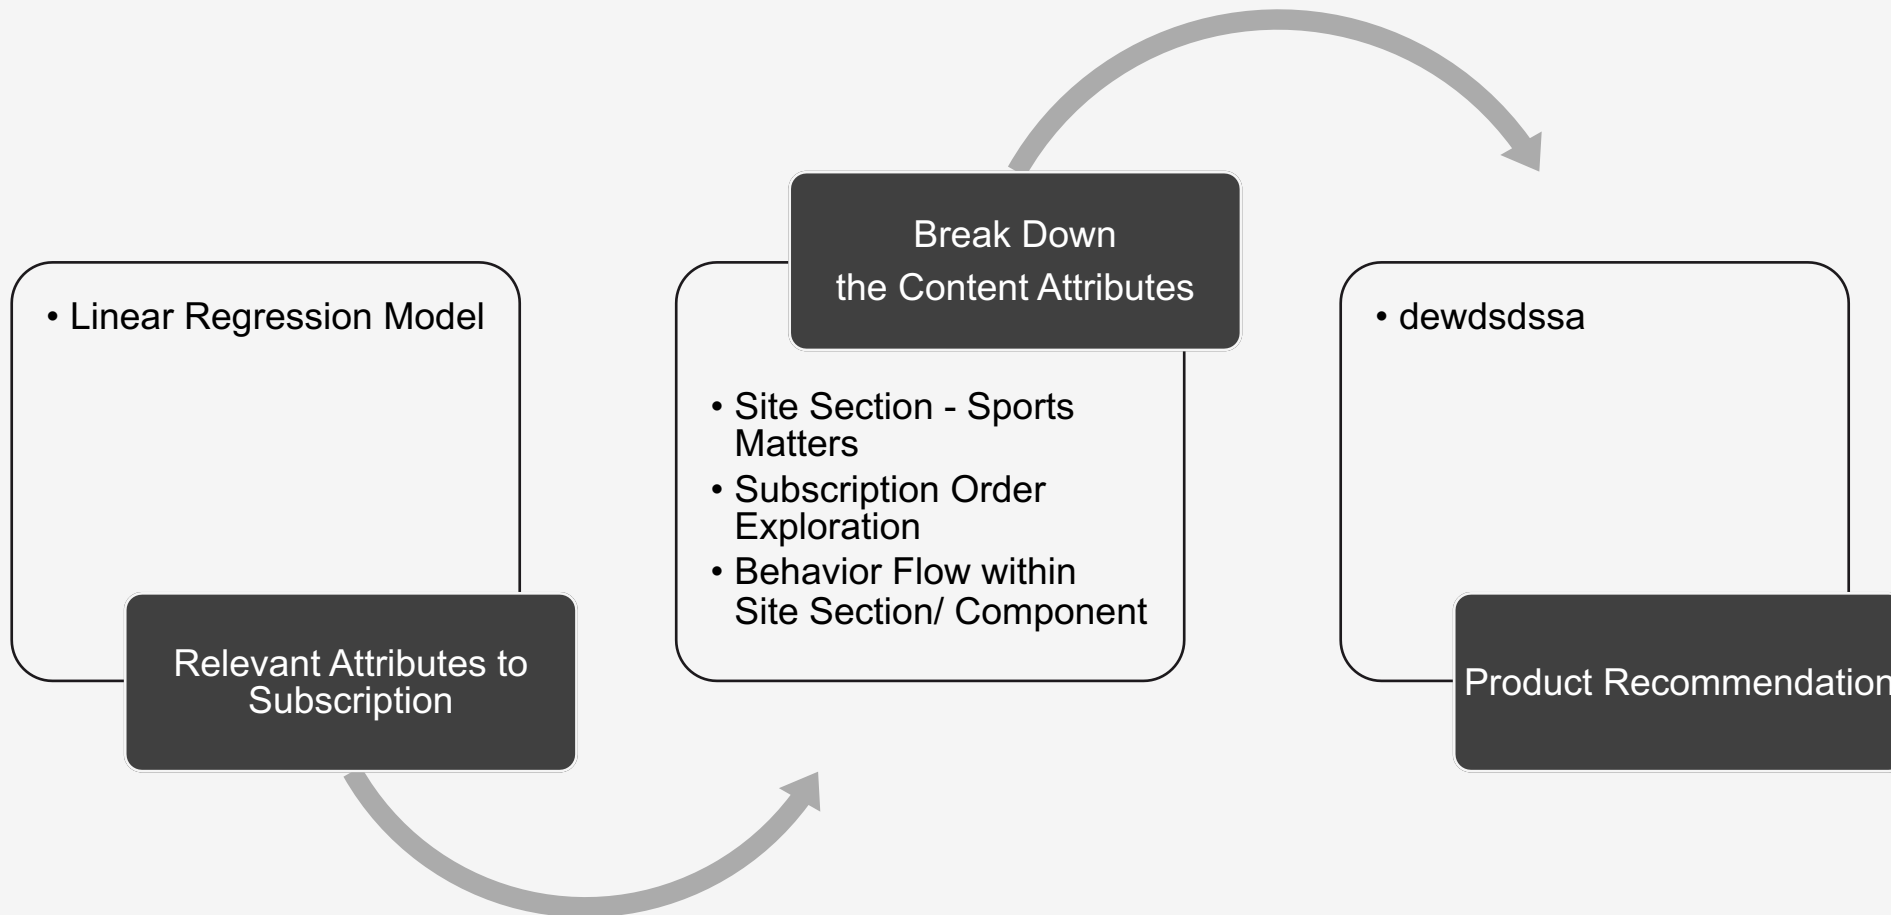 • Linear Regression Model
Relevant Attributes to
Subscription
Break Down
the Content Attributes
• Site Section - Sports
Matters
• Subscription Order
Exploration
• Behavior Flow within
Site Section/ Component
• dewdsdssa
Product Recommendation